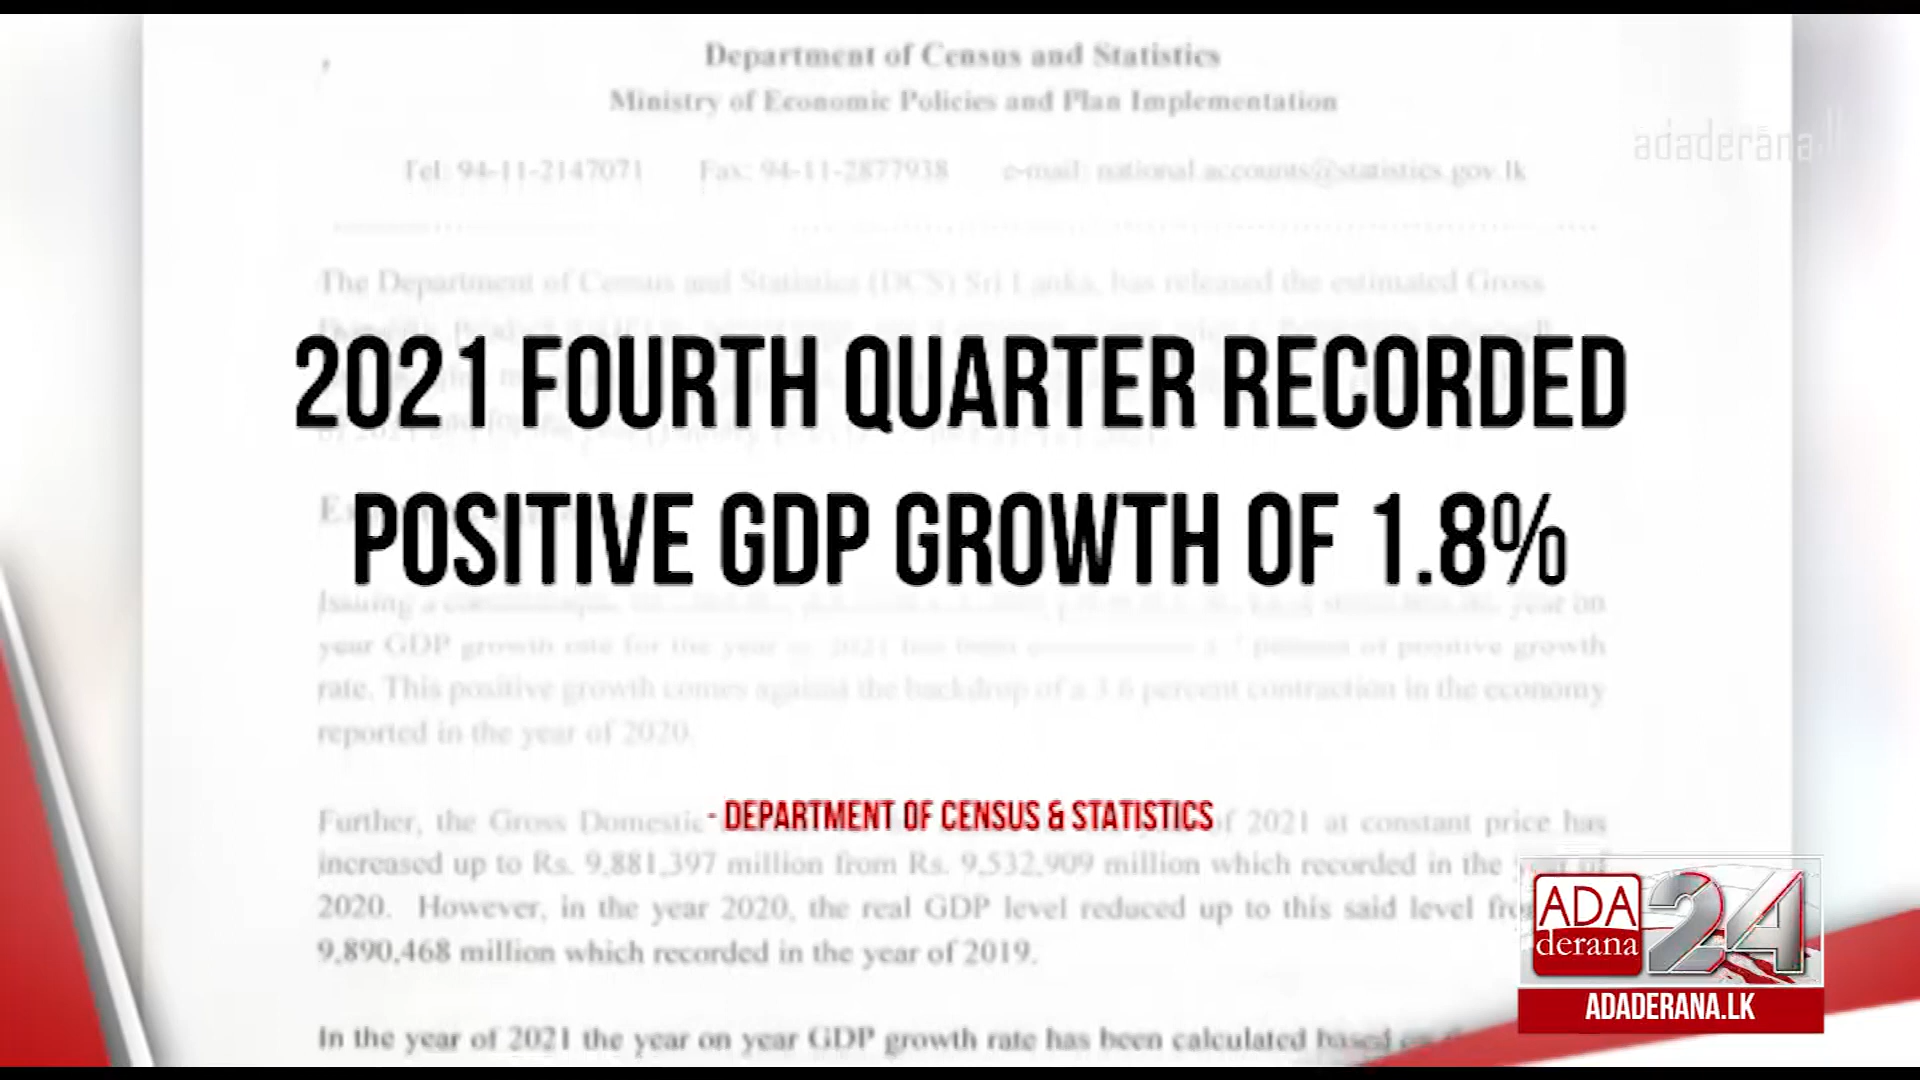 Department of Census and Statistics
Ministry of Economic Policies and Plan Implementation
adaderana.lk
Tel: 94-11-2147071 Fax: 94-11-2877938 e-mail: national.accounts@statistics.gov.lk
The Department of Census and Statistics (DCS) Sri Lanka, has released the estimated Gross
2021 FOURTH QUARTER RECORDED
POSITIVE GDP GROWTH OF 1.8%
Issuing a year on
year GDP growth rate for the year 2021 has been percent of positive growth
rate. This positive growth comes against the backdrop of a 3.6 percent contraction in the economy
reported in the year of 2020.
- DEPARTMENT OF CENSUS & STATISTICS
Further, the Gross Domestic of 2021 at constant price has
increased up to Rs. 9,881,397 million from Rs. 9,532,909 million which recorded in the year of
2020. However, in the year 2020, the real GDP level reduced up to this said level
9,890,468 million which recorded in the year of 2019.
In the year of 2021 the year on year GDP growth rate has been calculated based
ADA
derana
24
ADADERANA.LK